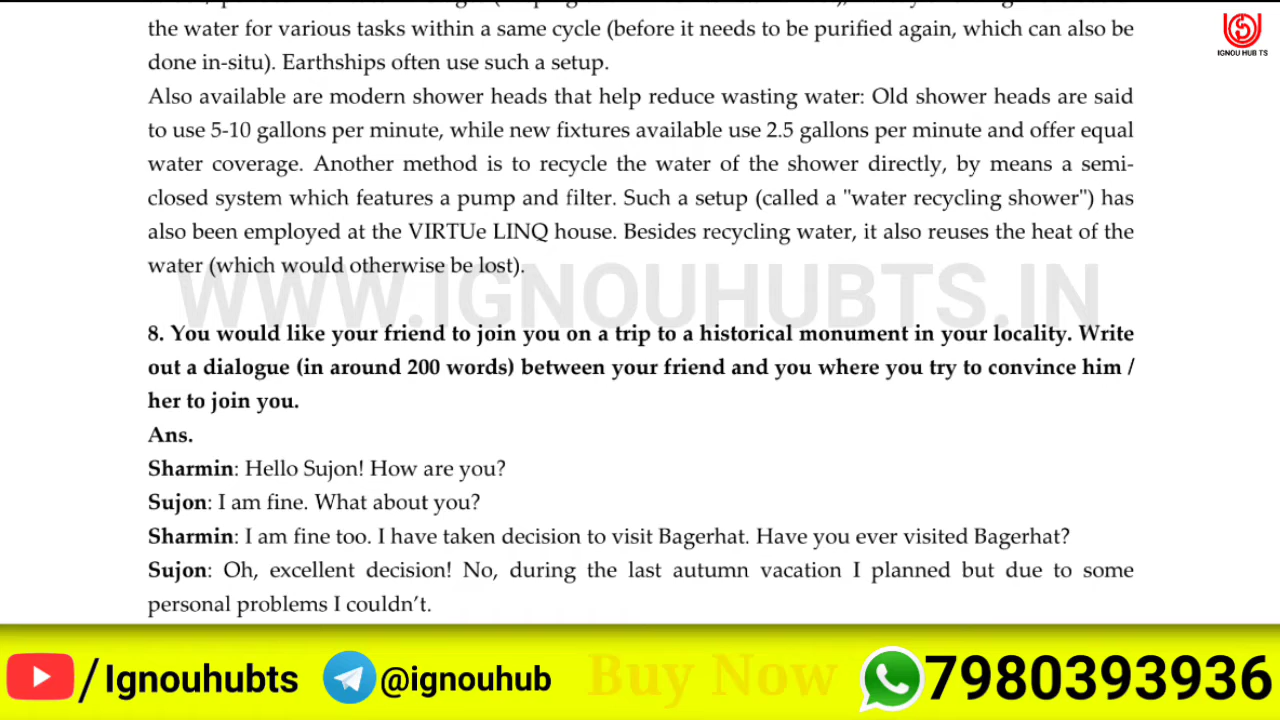 the water for various tasks within a same cycle (before it needs to be purified again, which can also be
done in-situ). Earthships often use such a setup.
Also available are modern shower heads that help reduce wasting water: Old shower heads are said
to use 5-10 gallons per minute, while new fixtures available use 2.5 gallons per minute and offer equal
water coverage. Another method is to recycle the water of the shower directly, by means a semi-
closed system which features a pump and filter. Such a setup (called a "water recycling shower") has
also been employed at the VIRTUe LINQ house. Besides recycling water, it also reuses the heat of the
water (which would otherwise be lost).
WWW.IGNOUHUBTS.IN
8. You would like your friend to join you on a trip to a historical monument in your locality. Write
out a dialogue (in around 200 words) between your friend and you where you try to convince him /
her to join you.
Ans.
Sharmin: Hello Sujon! How are you?
Sujon: I am fine. What about you?
Sharmin: I am fine too. I have taken decision to visit Bagerhat. Have you ever visited Bagerhat?
Sujon: Oh, excellent decision! No, during the last autumn vacation I planned but due to some
personal problems I couldn't.
IGNOU HUB TS
/Ignouhubts @ignouhub Buy Now 7980393936